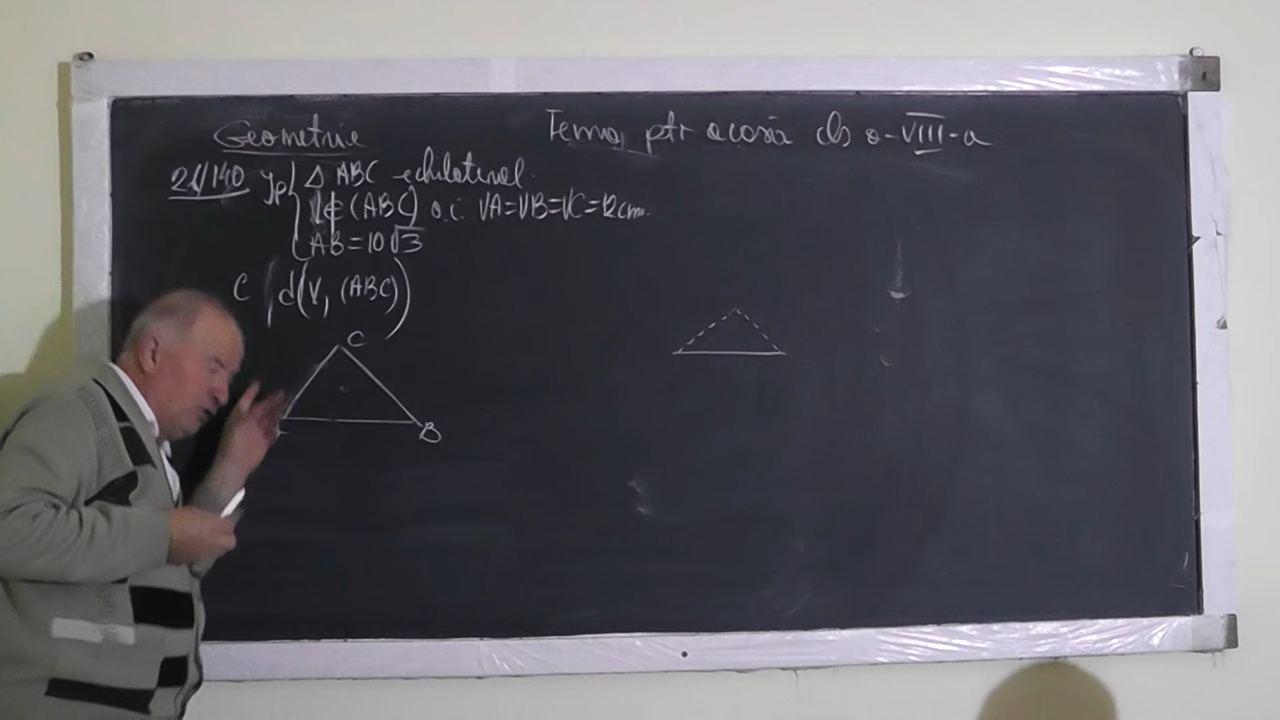 Geometrie
Tema ptr acasă cls a-VIII-a
21/140 Ip { Δ ABC echilateral.
V∉(ABC) a.î. VA=VB=VC=12cm.
AB=10√3
C { d(V, (ABC))
C
B